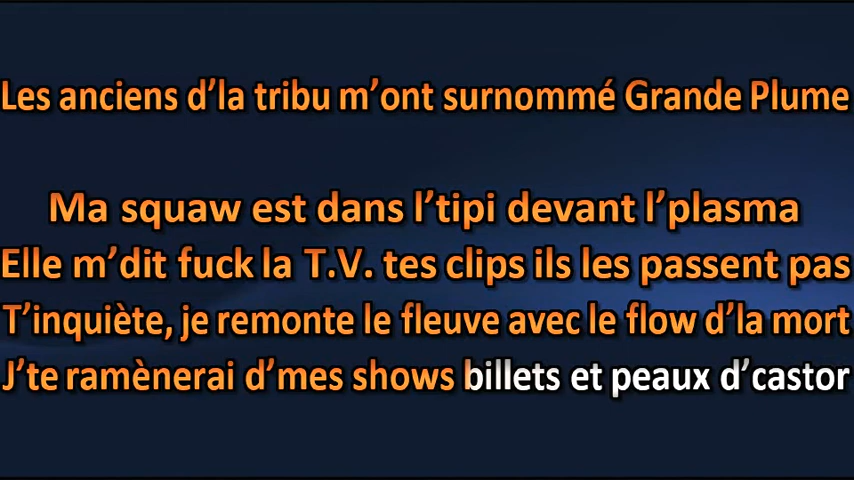 Les anciens d’la tribu m’ont surnommé Grande Plume
Ma squaw est dans l’tipi devant l’plasma
Elle m’dit fuck la T.V. tes clips ils les passent pas
T’inquiète, je remonte le fleuve avec le flow d’la mort
J’te ramènerai d’mes shows billets et peaux d’castor